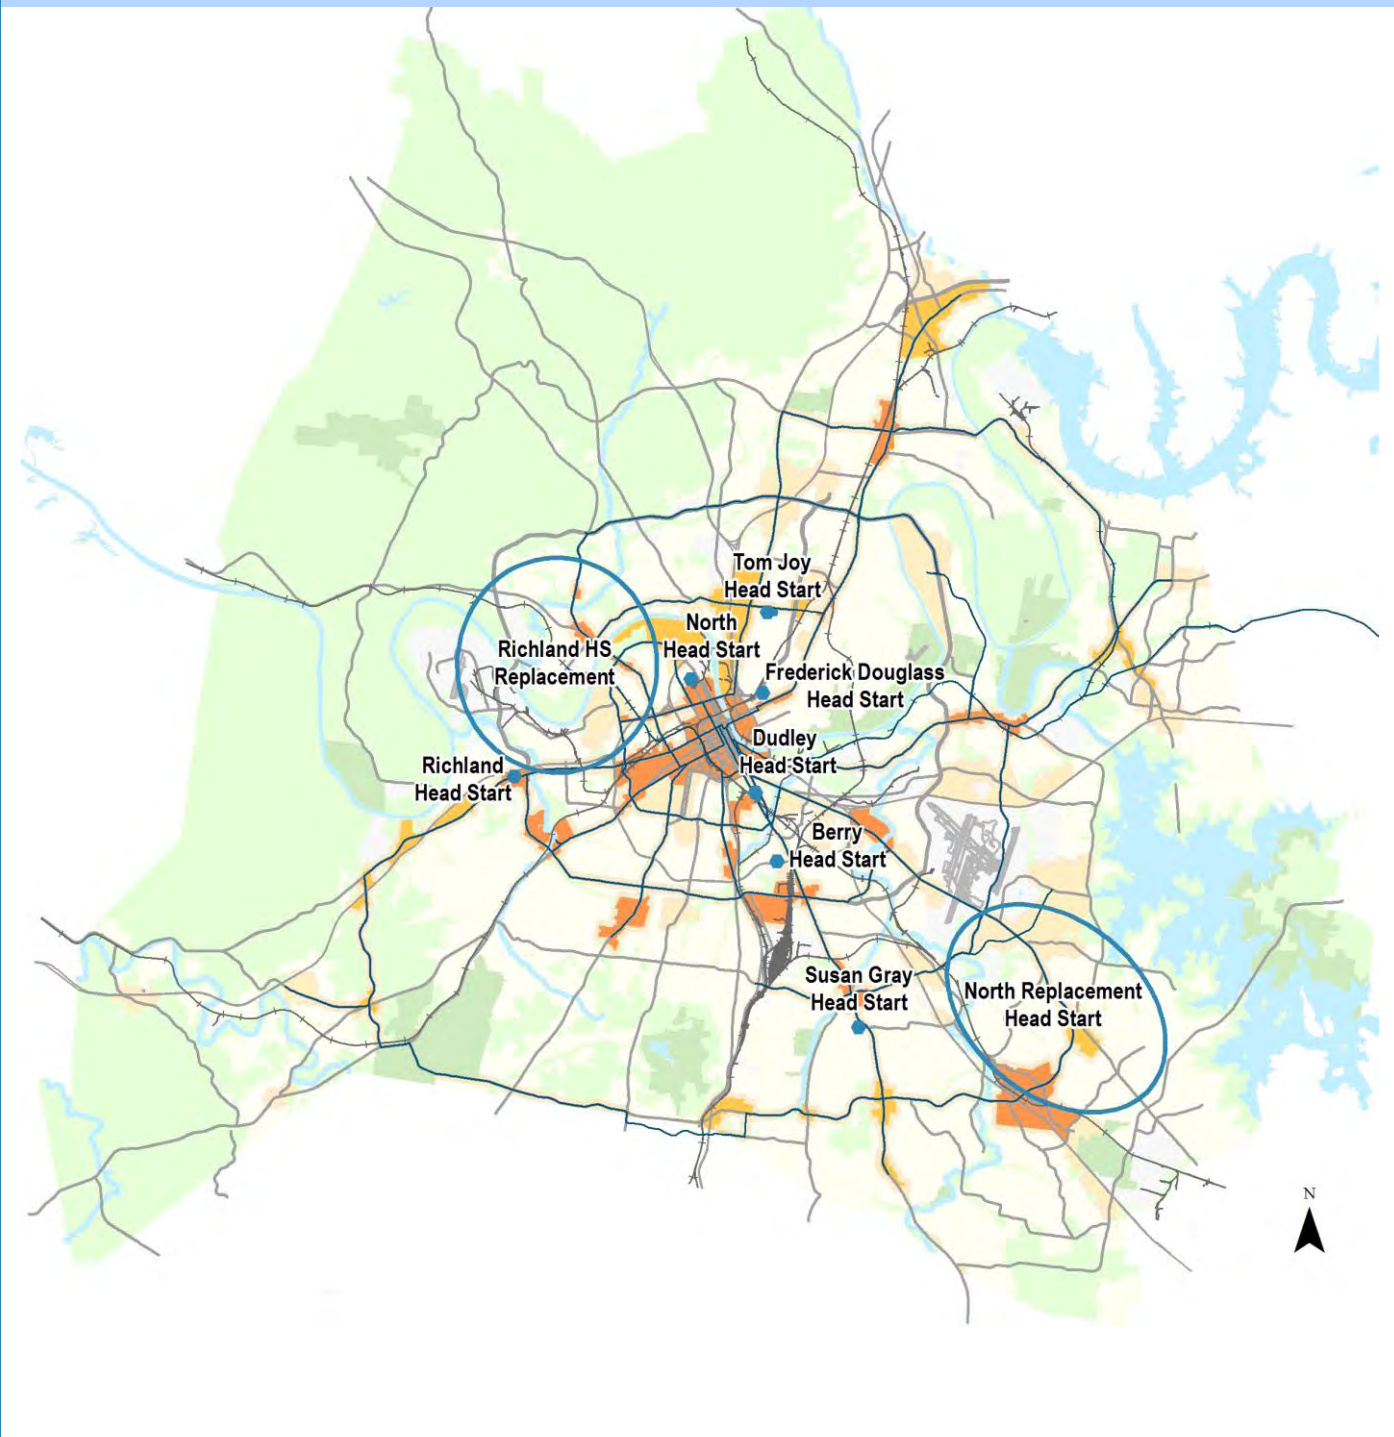 Tom Joy
Head Start
North
Head Start
Richland HS
Replacement
Frederick Douglass
Head Start
Dudley
Head Start
Richland
Head Start
Berry
Head Start
Susan Gray
Head Start
North Replacement
Head Start
N